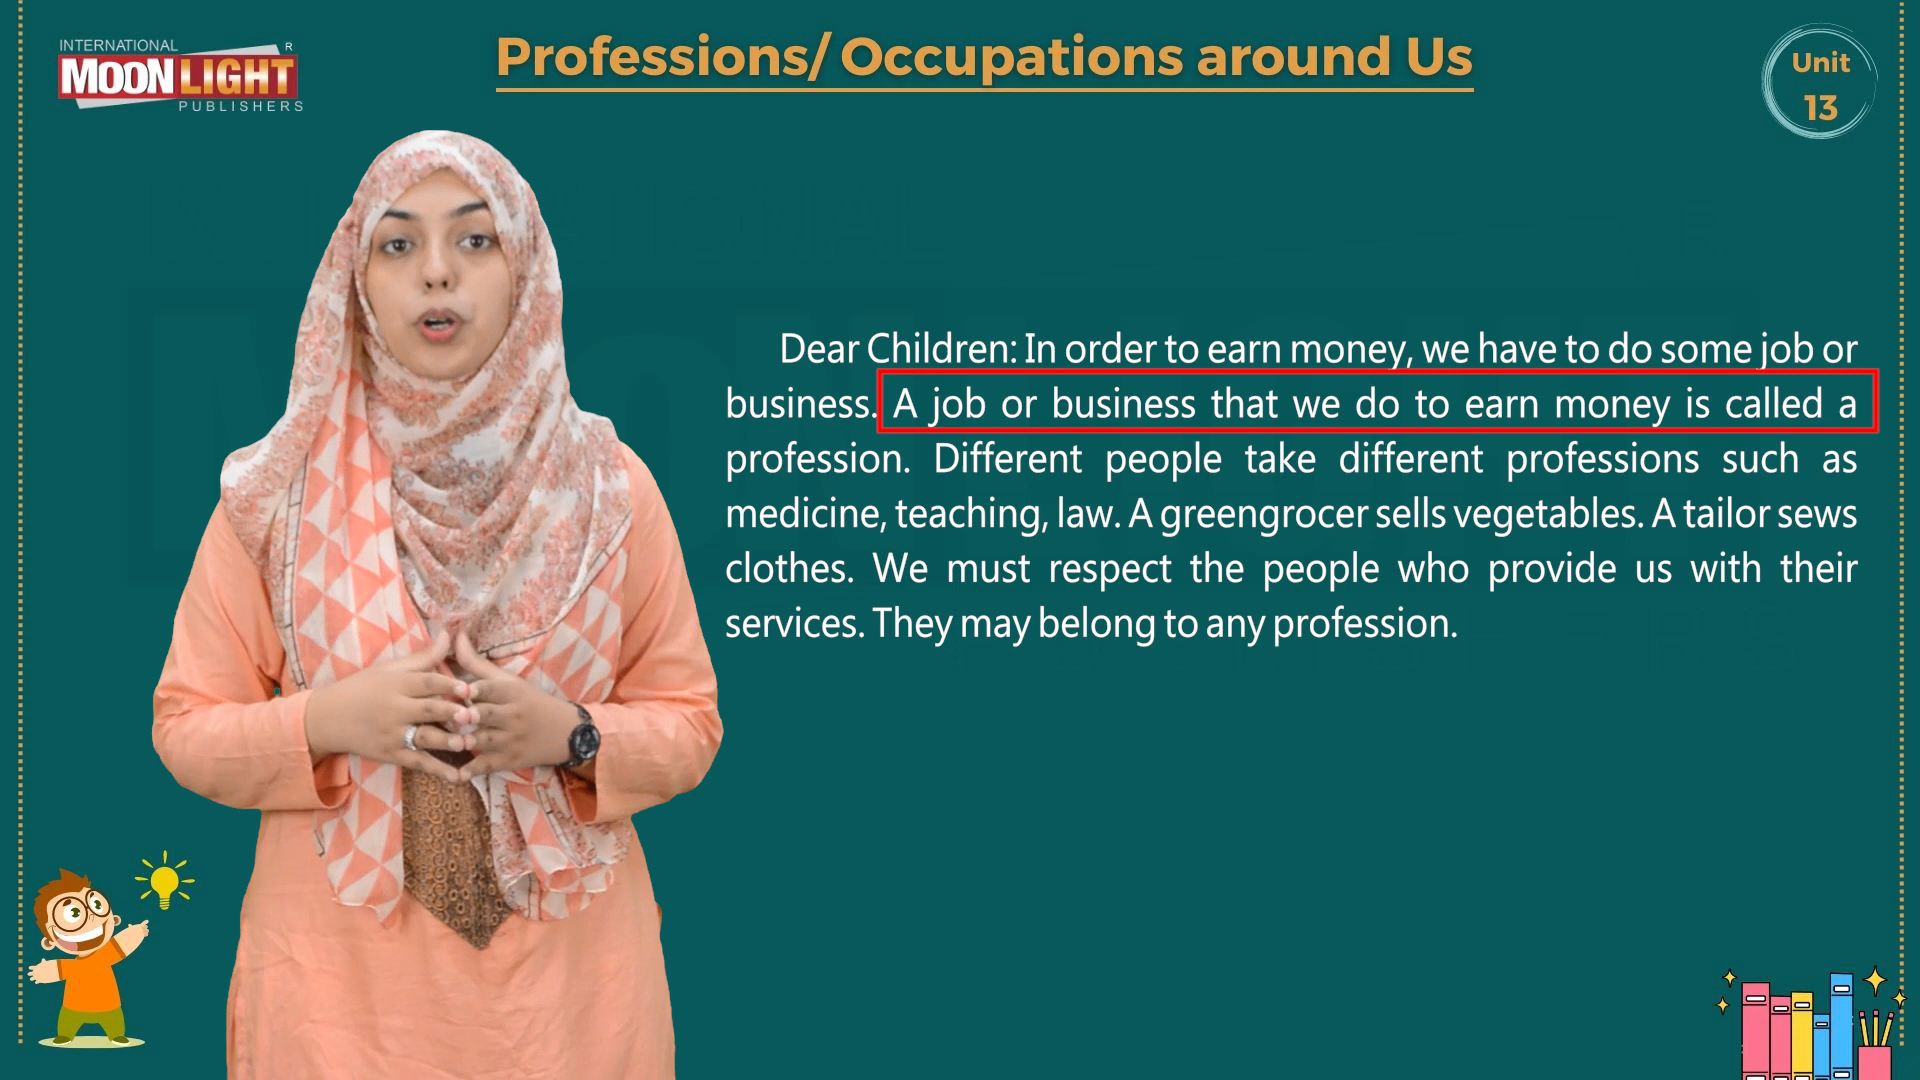 INTERNATIONAL
R
MOONLIGHT
PUBLISHERS
Professions/ Occupations around Us
Unit
13
Dear Children: In order to earn money, we have to do some job or
business. A job or business that we do to earn money is called a
profession. Different people take different professions such as
medicine, teaching, law. A greengrocer sells vegetables. A tailor sews
clothes. We must respect the people who provide us with their
services. They may belong to any profession.